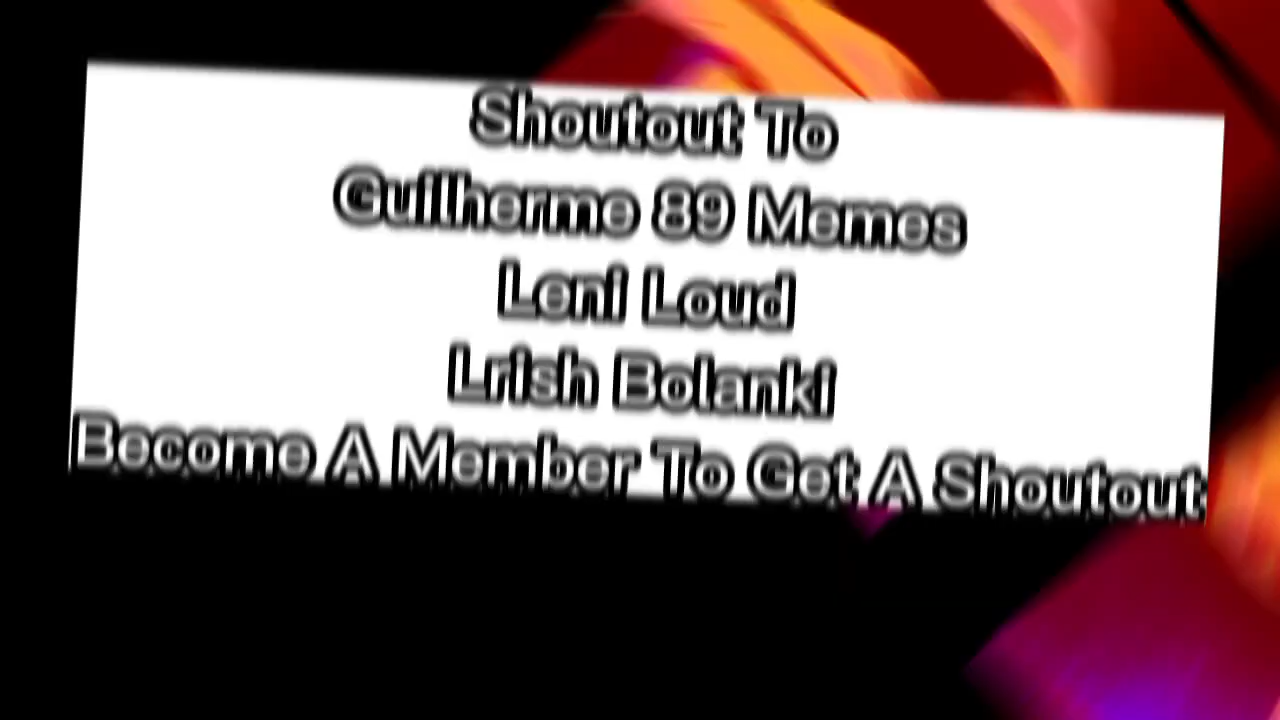 Shoutout To
Guilherme 89 Memes
Leni Loud
Lrish Bolanki
Become A Member To Get A Shoutout